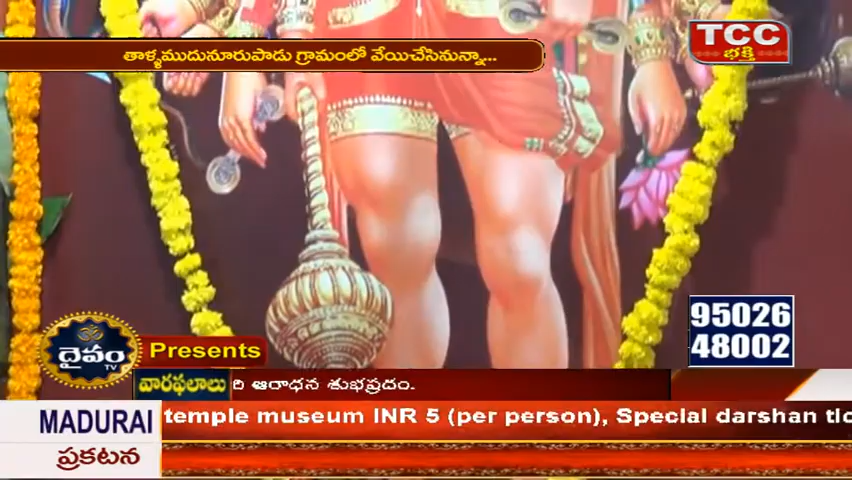 TCC
భక్తి
తాళ్ళముదునూరుపాడు గ్రామంలో వేయిచేసినున్నా...
95026
48002
దైవం
TV
Presents
వారఫలాలు రి ఆరాధన శుభప్రదం.
MADURAI temple museum INR 5 (per person), Special darshan tic
ప్రకటన